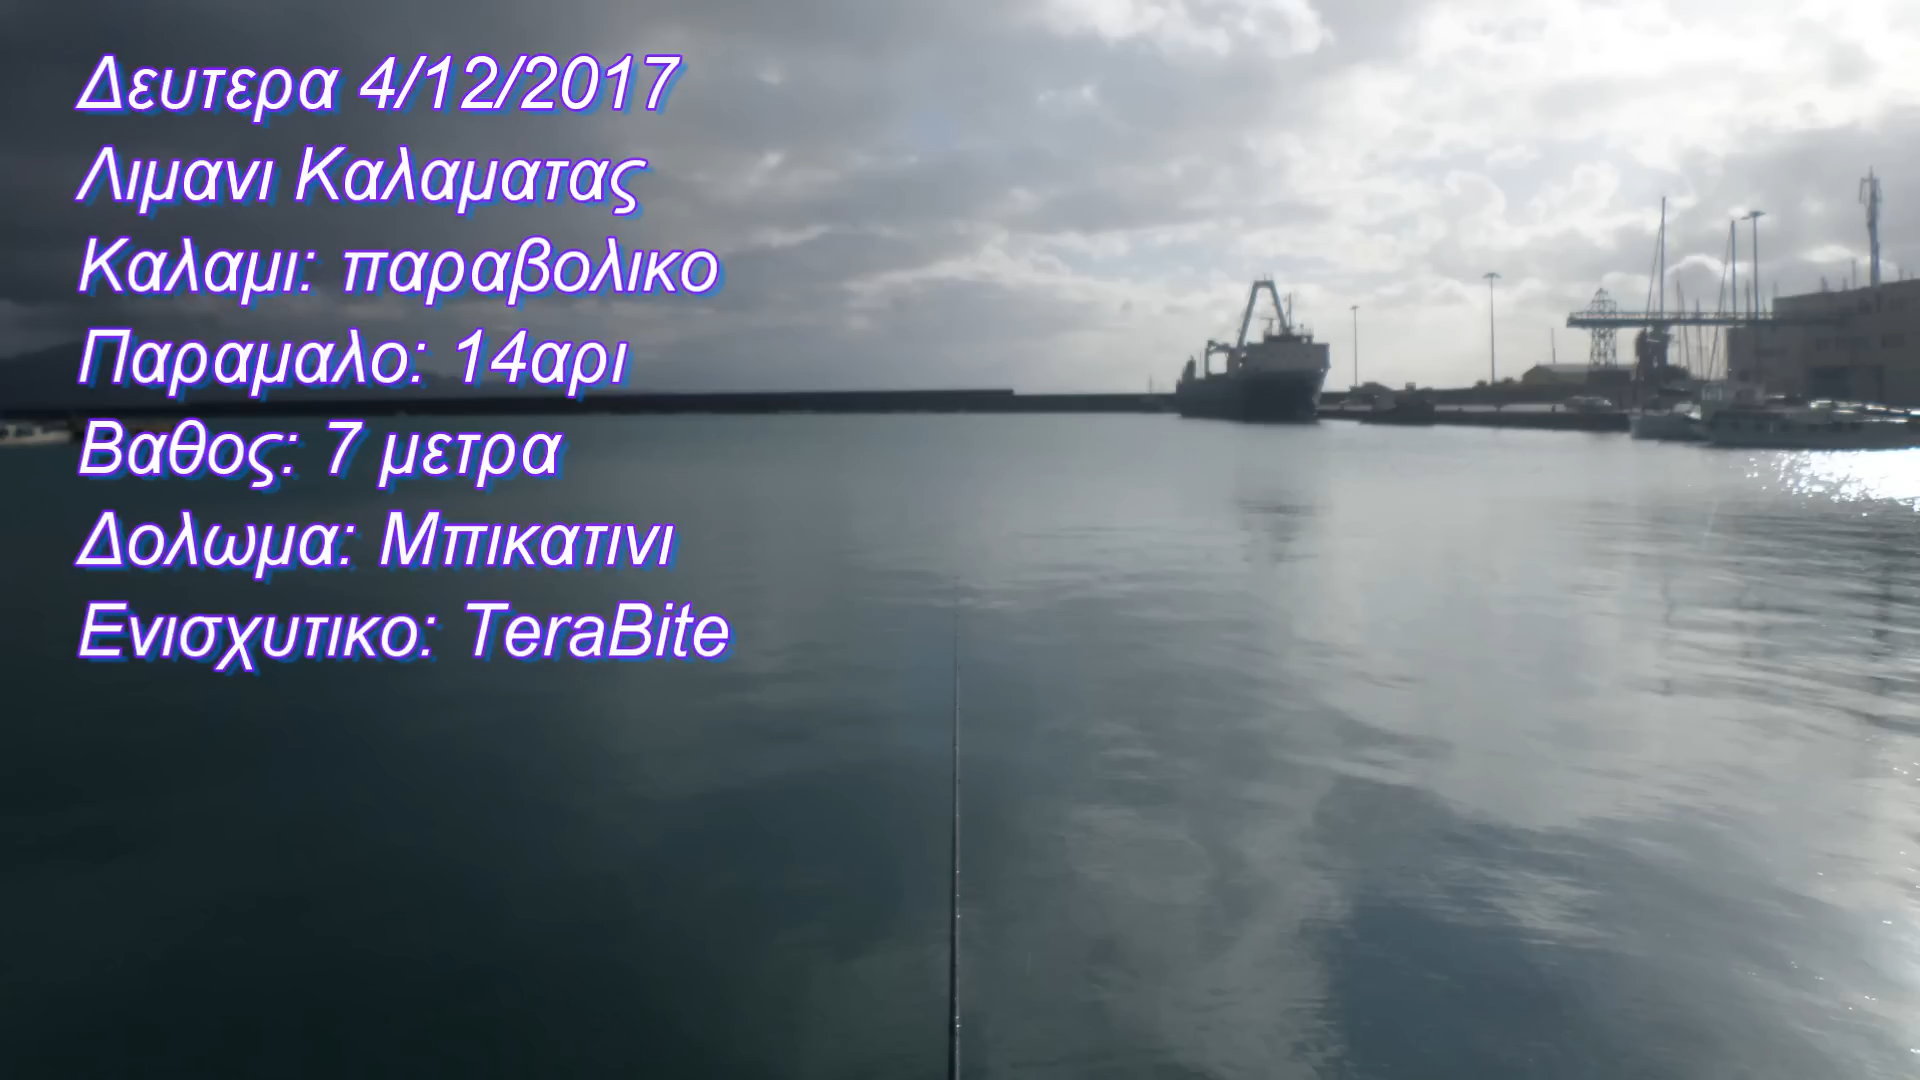 Δευτερα 4/12/2017
Λιμανι Καλαματας
Καλαμι: παραβολικο
Παραμαλο: 14αρι
Βαθος: 7 μετρα
Δολωμα: Μπικατινι
Ενισχυτικο: TeraBite